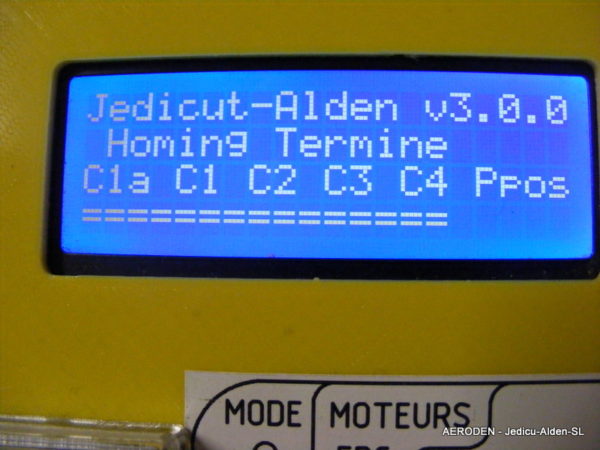 Jedicut-Alden v3.0.0
Homing Termine
C1a C1 C2 C3 C4 Ppos
===================
MODE MOTEURS
AERODEN - Jedicu-Alden-SL